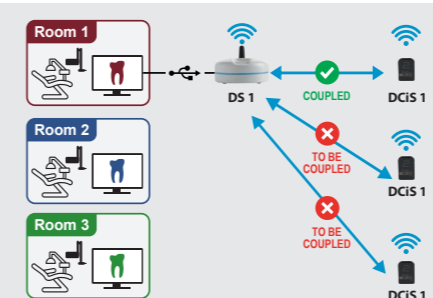 Room 1
DS 1
COUPLED
DCiS 1
Room 2
TO BE
COUPLED
DCiS 1
Room 3
TO BE
COUPLED
DCiS 1